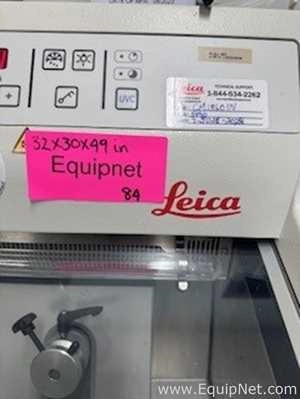 TECHNICAL SUPPORT:
Leica
1-844-534-2262
UVC
32X30X49 in
Equipnet
84
Leica
www.EquipNet.com